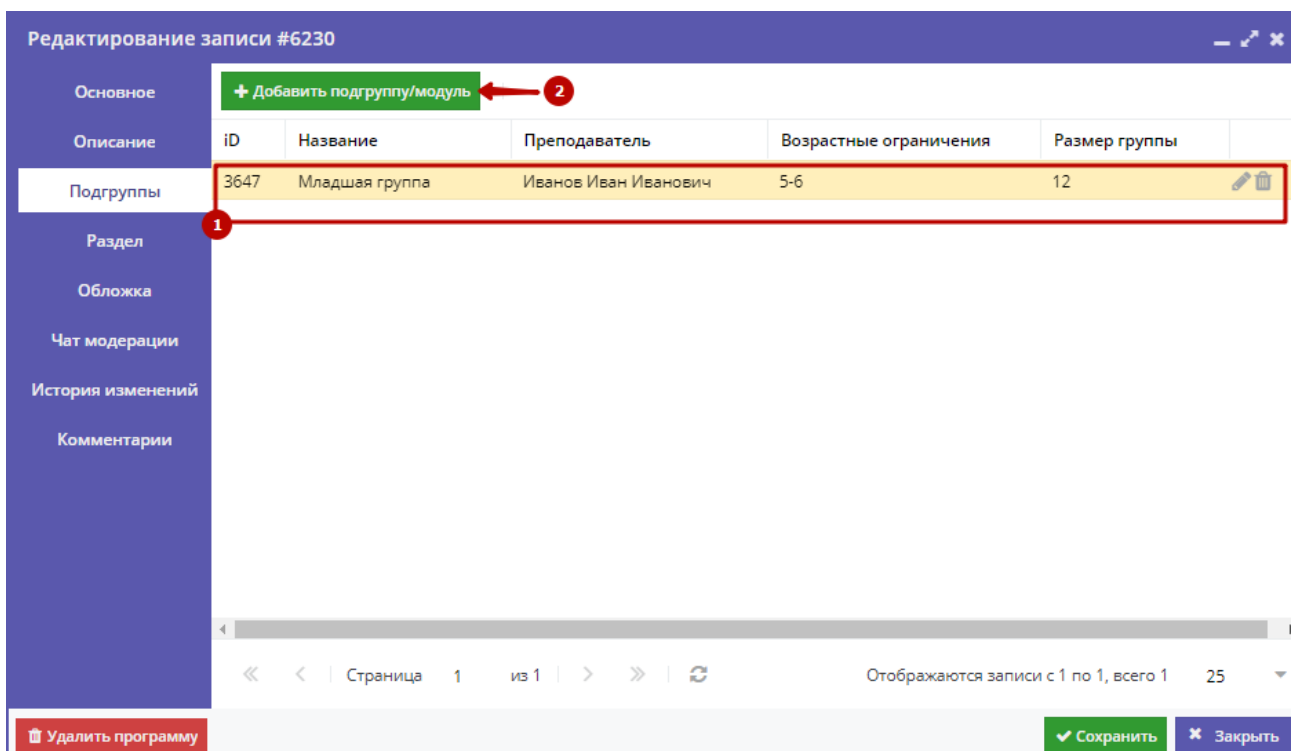 Редактирование записи #6230
Основное
Описание
Подгруппы
Раздел
Обложка
Чат модерации
История изменений
Комментарии
Добавить подгруппу/модуль
2
iD Название Преподаватель Возрастные ограничения Размер группы
3647 Младшая группа Иванов Иван Иванович 5-6 12
1
Страница 1 из 1 Отображаются записи с 1 по 1, всего 1 25
Удалить программу Сохранить Закрыть